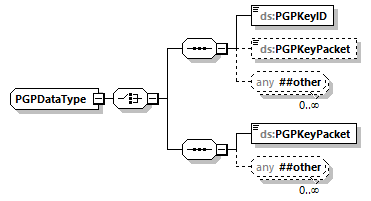 ds:PGPKeyID
ds:PGPKeyPacket
any ##other
0..∞
PGPDataType
ds:PGPKeyPacket
any ##other
0..∞